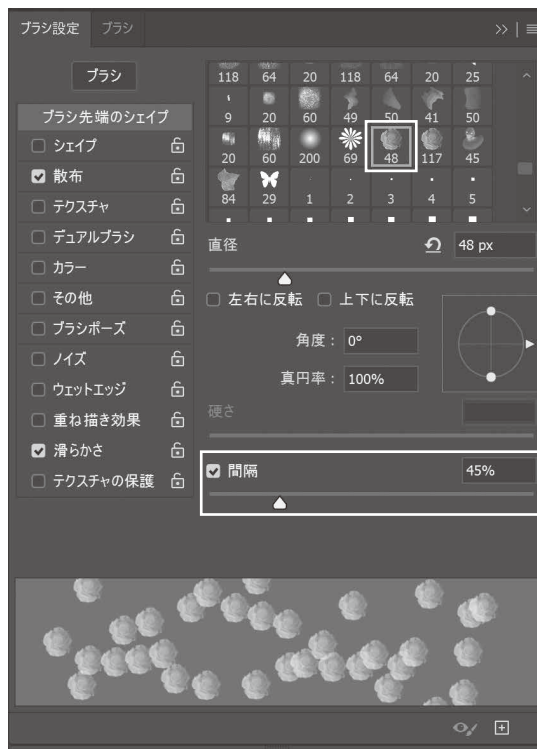 ブラシ設定 ブラシ
ブラシ
118 64 20 118 64 20 25
9 20 60 49 50 41 50
20 60 200 69 48 117 45
84 29 1 2 3 4 5
ブラシ先端のシェイプ
シェイプ
散布
テクスチャ
デュアルブラシ
カラー
その他
ブラシポーズ
ノイズ
ウェットエッジ
重ね描き効果
滑らかさ
テクスチャの保護
直径 48 px
左右に反転 上下に反転
角度 : 0°
真円率 : 100%
硬さ
間隔 45%